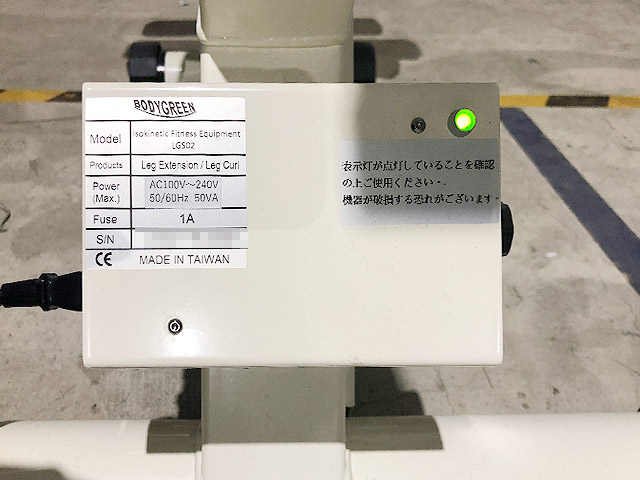 BODYGREEN
Model Isokinetic Fitness Equipment
LGS02
Products Leg Extension / Leg Curl
Power (Max.) AC100V~240V
50/60Hz 50VA
Fuse 1A
S/N
CE MADE IN TAIWAN
表示灯が点灯していることを確認
の上ご使用ください。
機器が破損する恐れがございます。